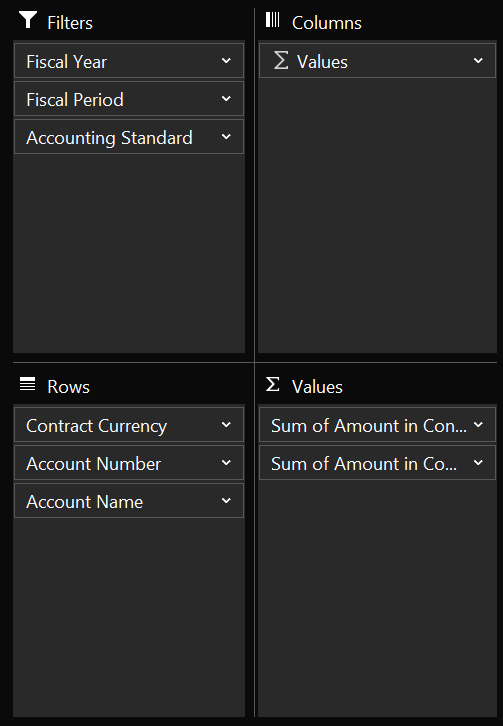 Filters
Fiscal Year
Fiscal Period
Accounting Standard
Columns
Σ Values
Rows
Contract Currency
Account Number
Account Name
Σ Values
Sum of Amount in Con...
Sum of Amount in Co...